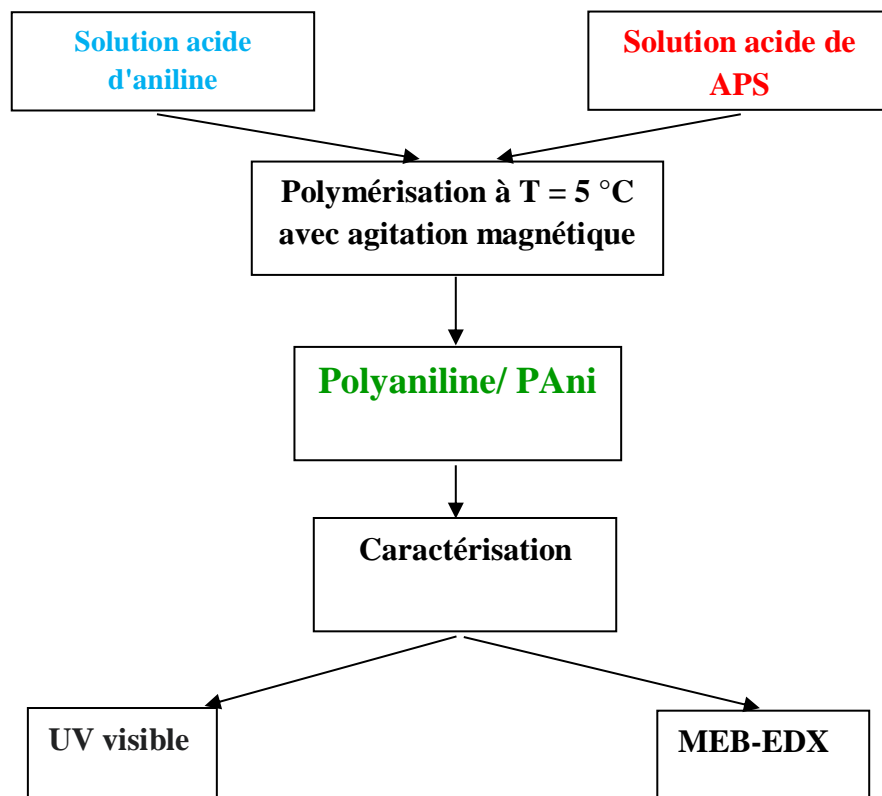 Solution acide
d'aniline
Solution acide de
APS
Polymérisation à T = 5 °C
avec agitation magnétique
Polyaniline/ PAni
Caractérisation
UV visible
MEB-EDX